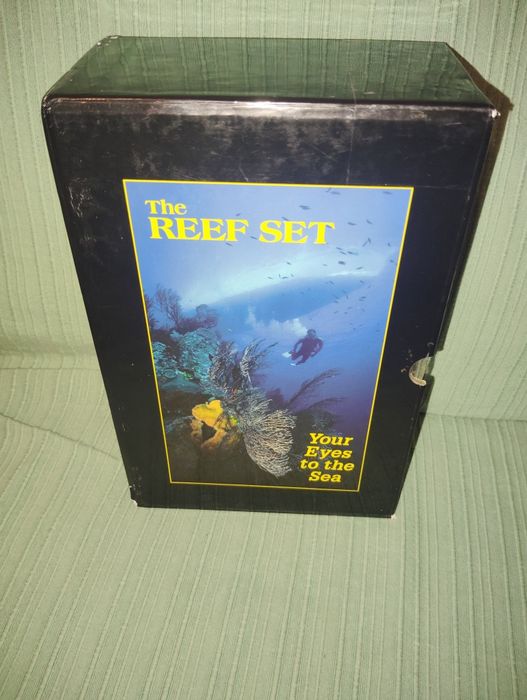 The
REEF SET
Your
Eyes
to the
Sea